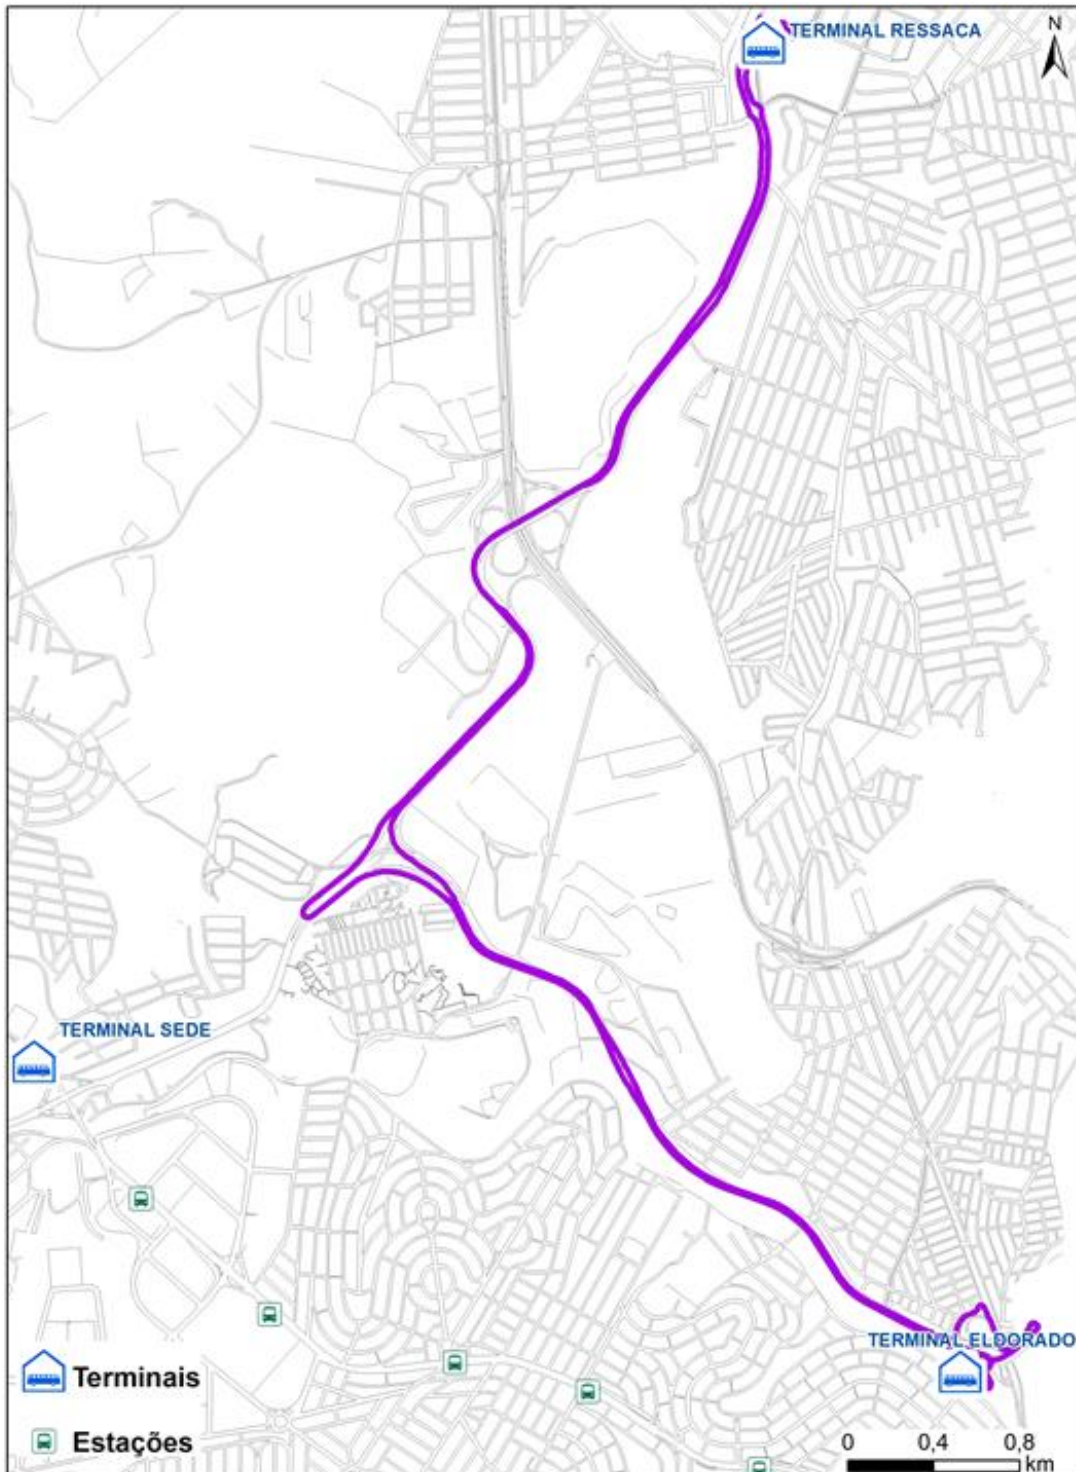 TERMINAL RESSACA
N
TERMINAL SEDE
TERMINAL ELDORADO
Terminais
Estações
0 0,4 0,8
km